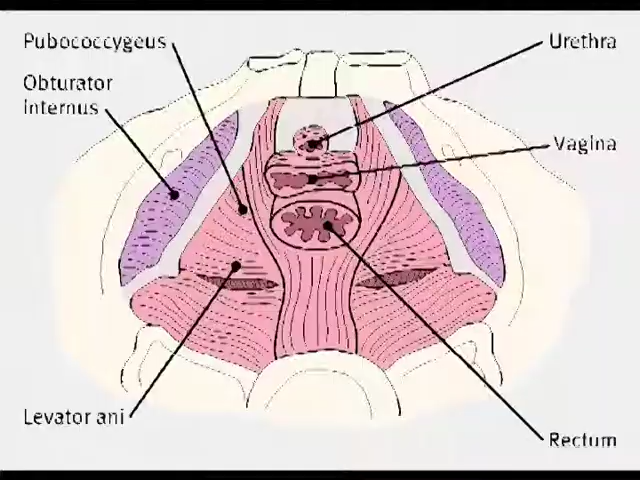 Pubococcygeus
Urethra
Obturator
internus
Vagina
Levator ani
Rectum